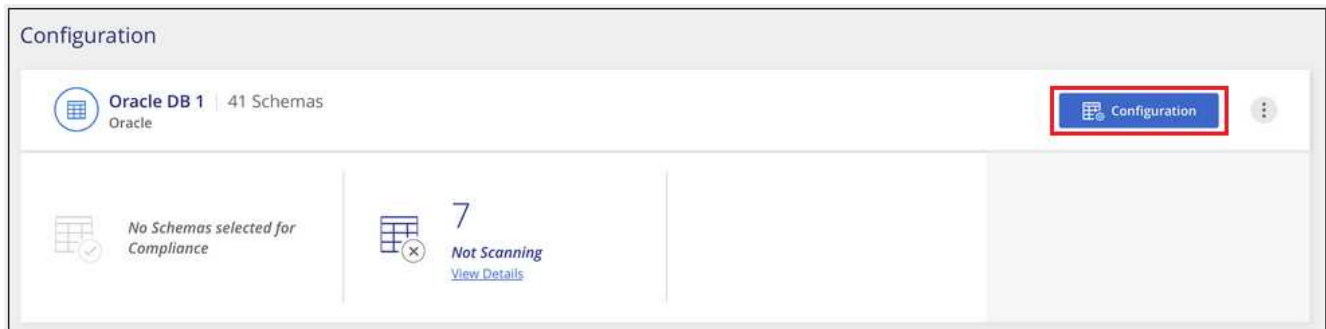 Configuration
Oracle DB 1 | 41 Schemas
Oracle
Configuration
No Schemas selected for
Compliance
7
Not Scanning
View Details